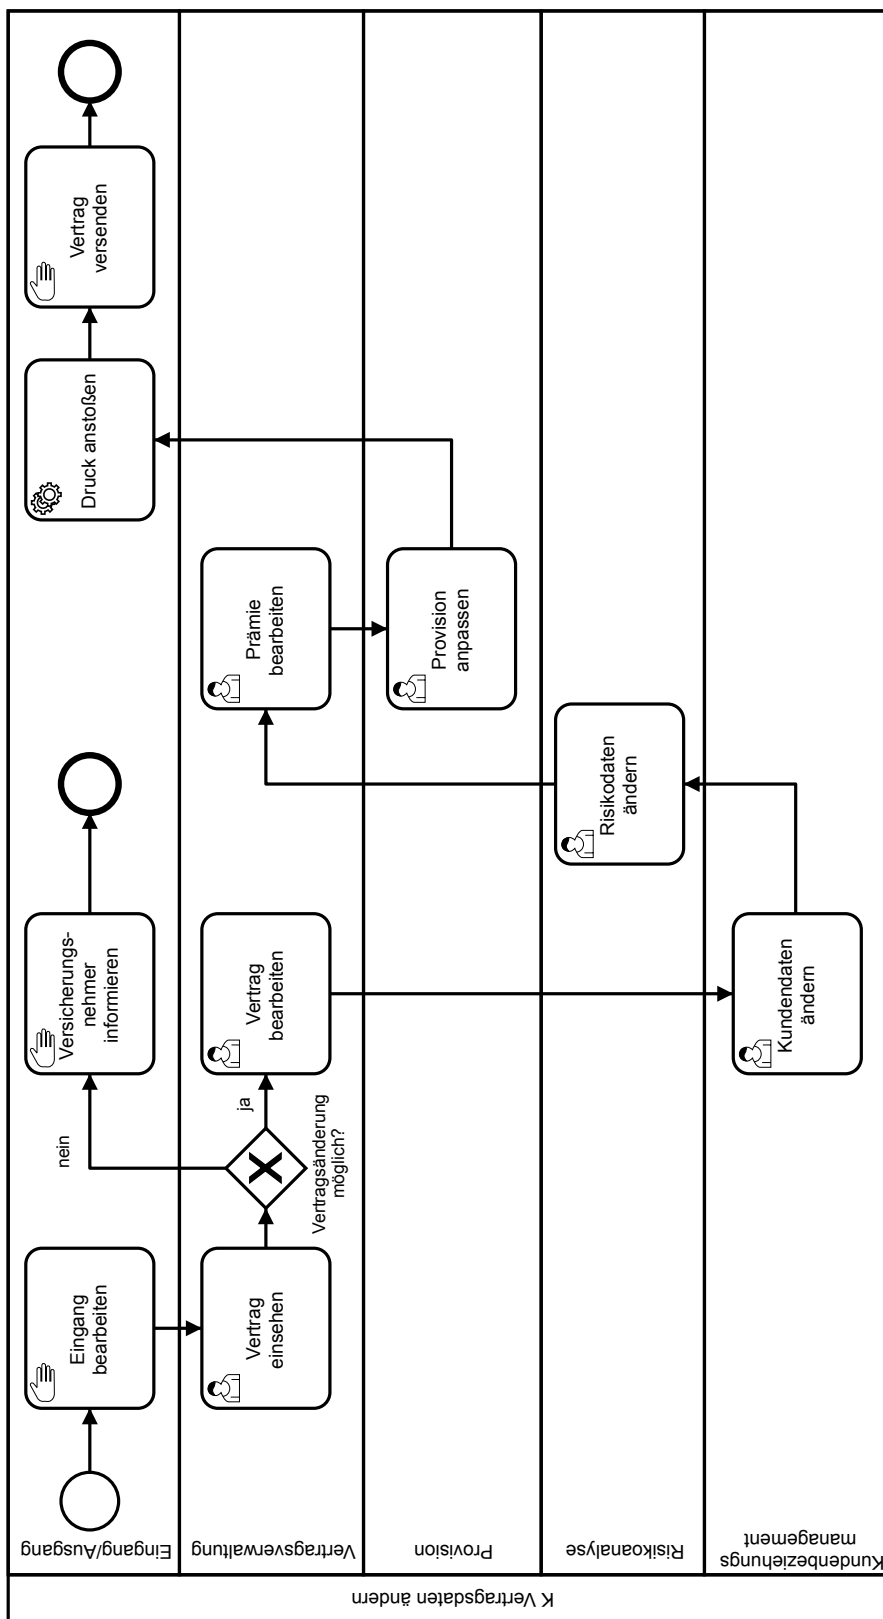 K Vertragsdaten ändern
Eingang/Ausgang
Eingang
bearbeiten
nein
Versicherungs-
nehmer
informieren
Druck anstoßen
Vertrag
versenden
Vertragsverwaltung
Vertrag
einsehen
Vertragsänderung
möglich?
ja
Vertrag
bearbeiten
Prämie
bearbeiten
Provision
Provision
anpassen
Risikoanalyse
Risikodaten
ändern
Kundenbeziehungs
management
Kundendaten
ändern